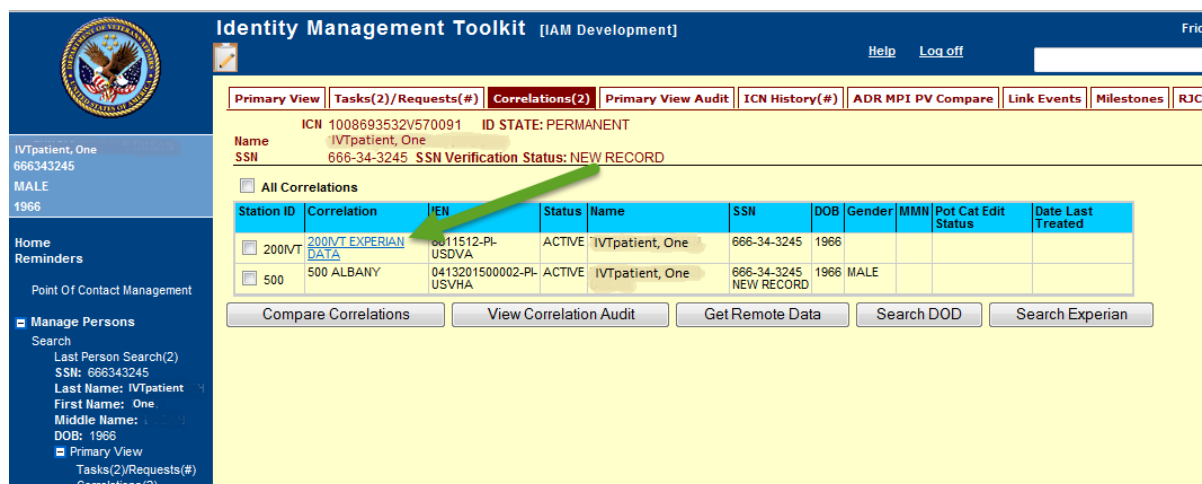 Identity Management Toolkit [IAM Development]
Help Log off
Primary View Tasks(2)/Requests(#) Correlations(2) Primary View Audit ICN History(#) ADR MPI PV Compare Link Events Milestones
ICN 1008693532V570091 ID STATE: PERMANENT
Name IVTpatient, One
SSN 666-34-3245 SSN Verification Status: NEW RECORD
All Correlations
Station ID Correlation IEN Status Name SSN DOB Gender MMN Pot Cat Edit Status Date Last Treated
200IVT 200IVT EXPERIAN DATA USDVA ACTIVE IVTpatient, One 666-34-3245 1966
500 500 ALBANY 0413201500002-PI-USVHA ACTIVE IVTpatient, One 666-34-3245 NEW RECORD 1966 MALE
Compare Correlations View Correlation Audit Get Remote Data Search DOD Search Experian
IVTpatient, One
666343245
MALE
1966
Home
Reminders
Point Of Contact Management
Manage Persons
Search
Last Person Search(2)
SSN: 666343245
Last Name: IVTpatient
First Name: One
Middle Name:
DOB: 1966
Primary View
Tasks(2)/Requests(#)